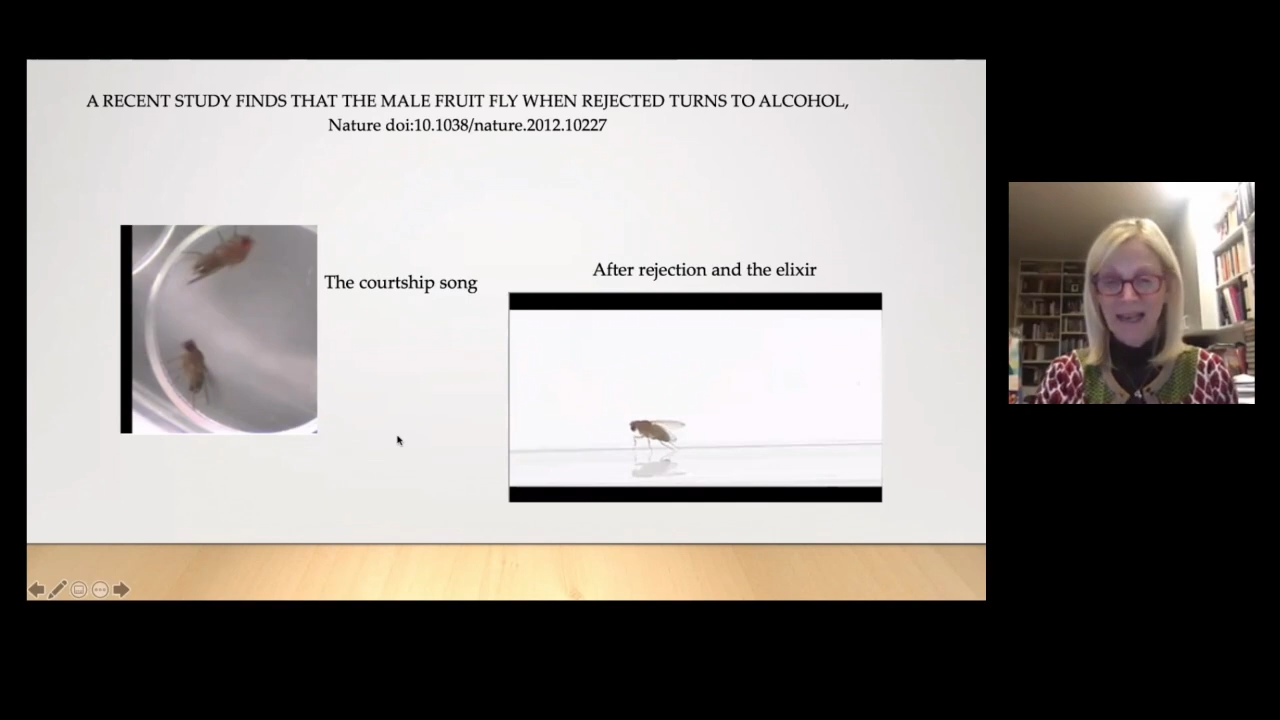 A RECENT STUDY FINDS THAT THE MALE FRUIT FLY WHEN REJECTED TURNS TO ALCOHOL,
Nature doi:10.1038/nature.2012.10227
The courtship song
After rejection and the elixir